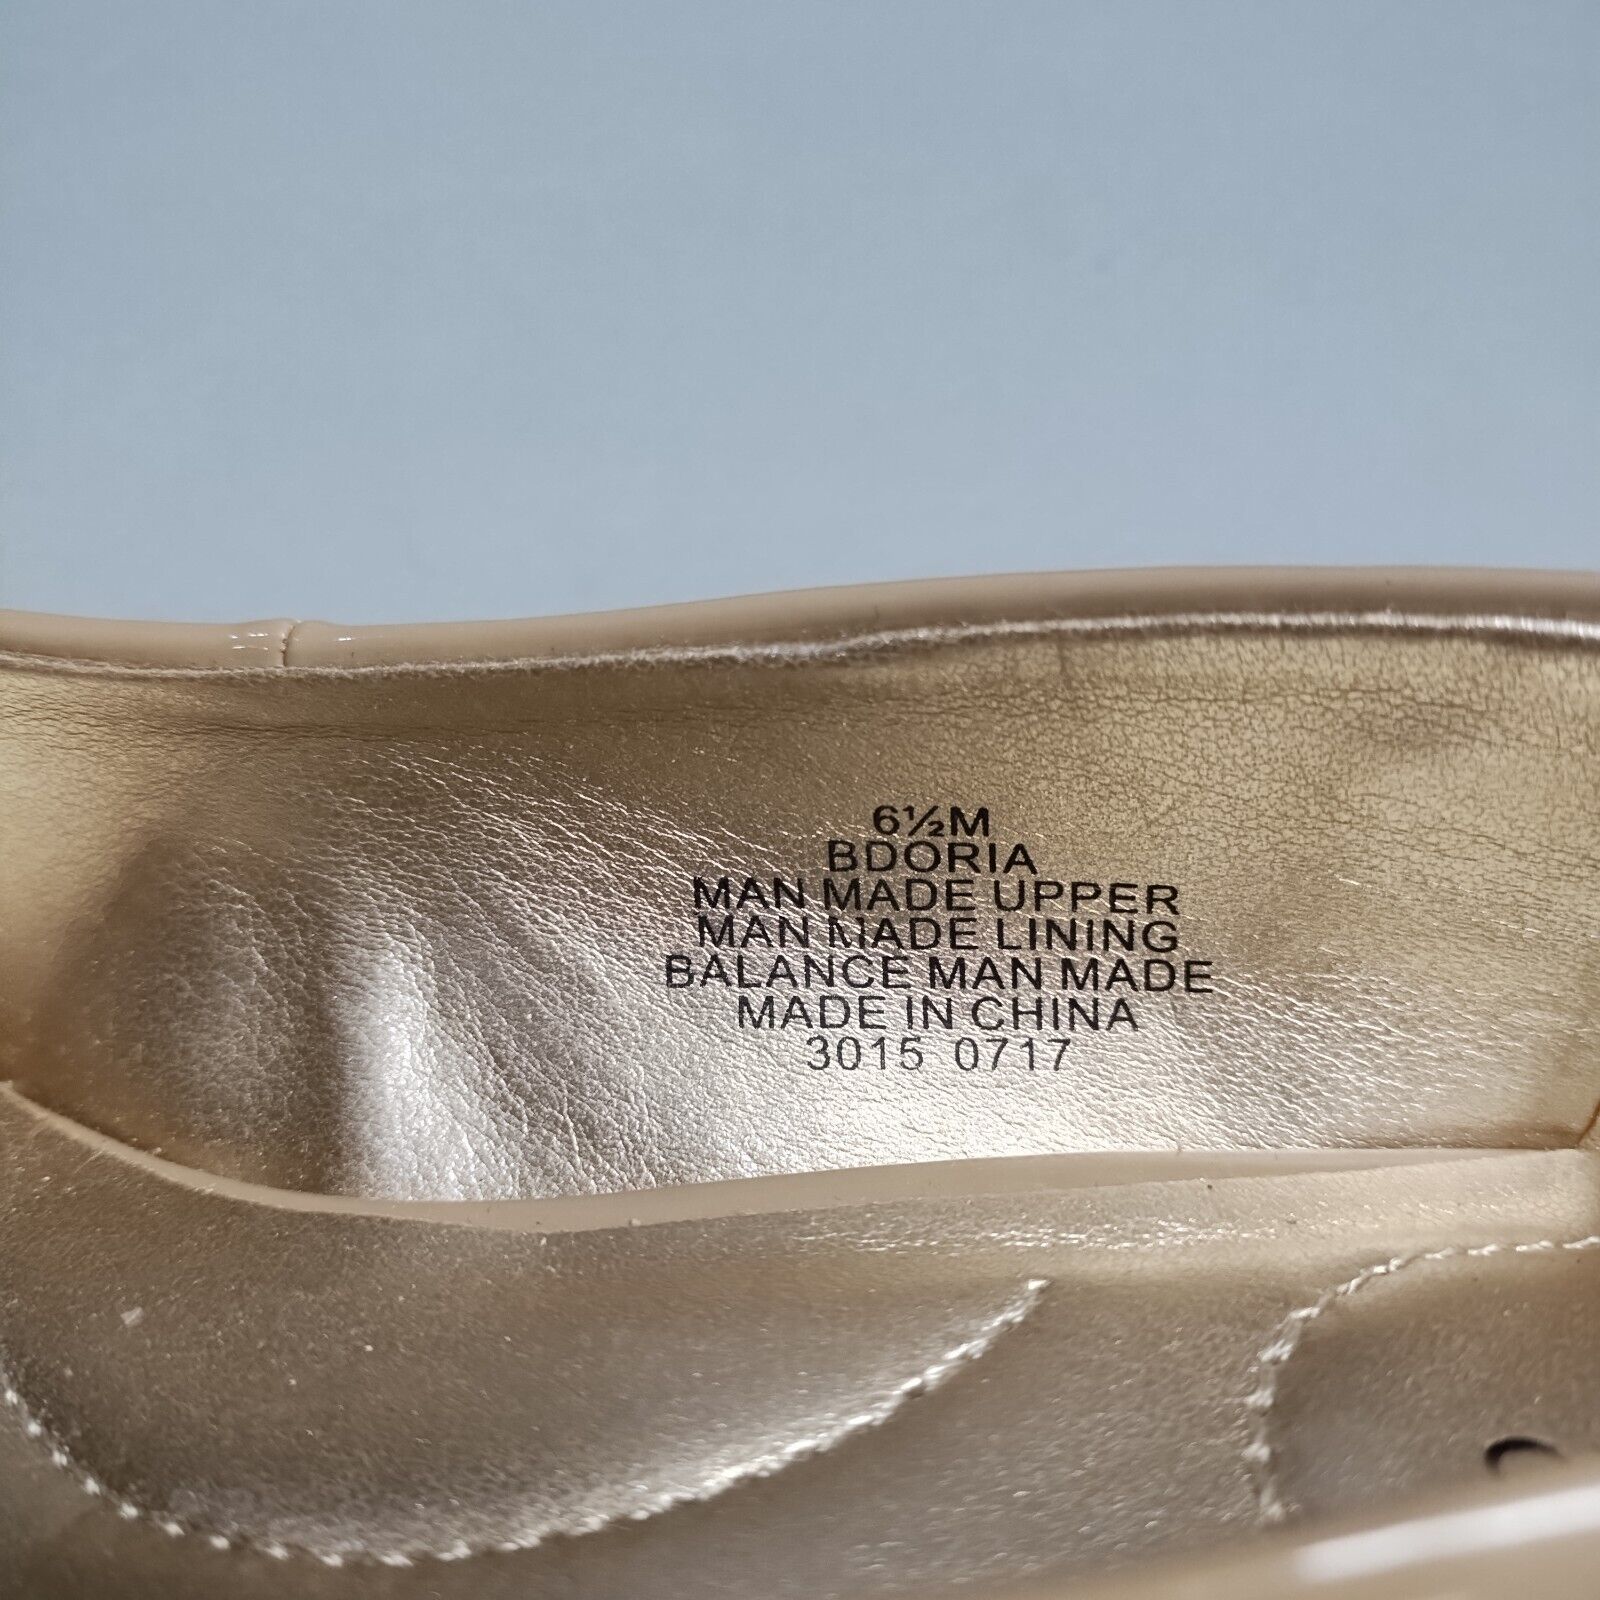 6½M
BDORIA
MAN MADE UPPER
MAN MADE LINING
BALANCE MAN MADE
MADE IN CHINA
3015 0717